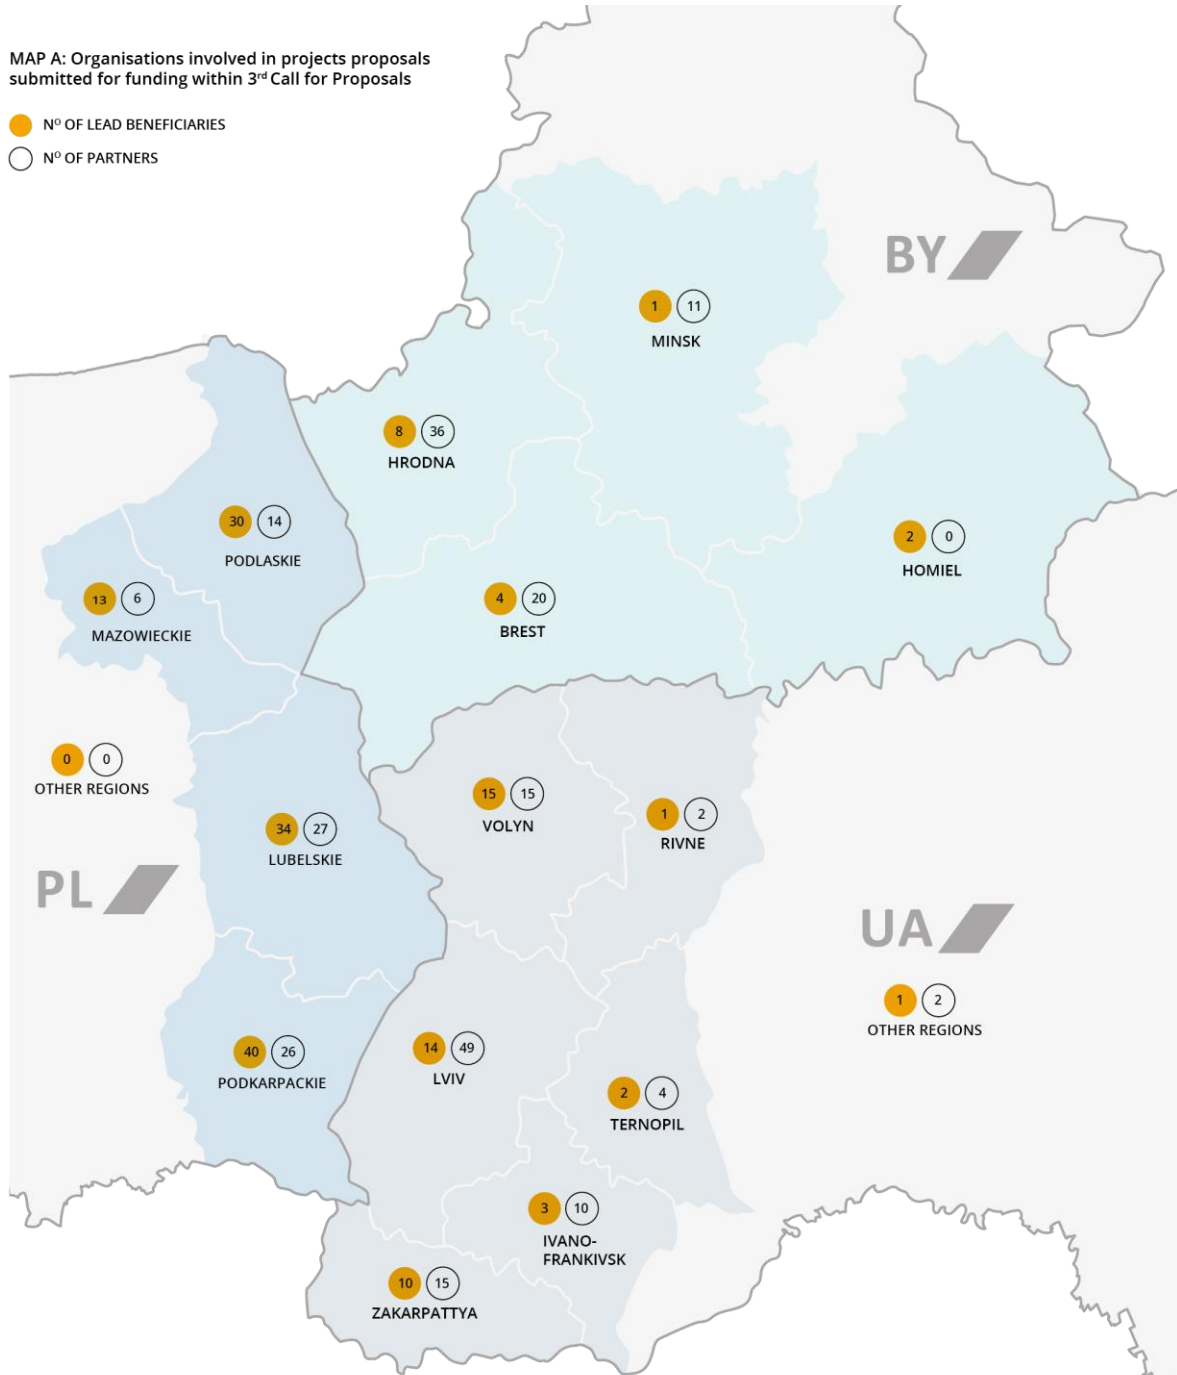 MAP A: Organisations involved in projects proposals
submitted for funding within 3rd Call for Proposals
Nº OF LEAD BENEFICIARIES
Nº OF PARTNERS
BY
1 11
MINSK
8 36
HRODNA
30 14
PODLASKIE
2 0
HOMIEL
13 6
MAZOWIECKIE
4 20
BREST
0 0
OTHER REGIONS
15 15
VOLYN
1 2
RIVNE
34 27
LUBELSKIE
PL
UA
1 2
OTHER REGIONS
40 26
PODKARPACKIE
14 49
LVIV
2 4
TERNOPIL
3 10
IVANO-
FRANKIVSK
10 15
ZAKARPATTYA